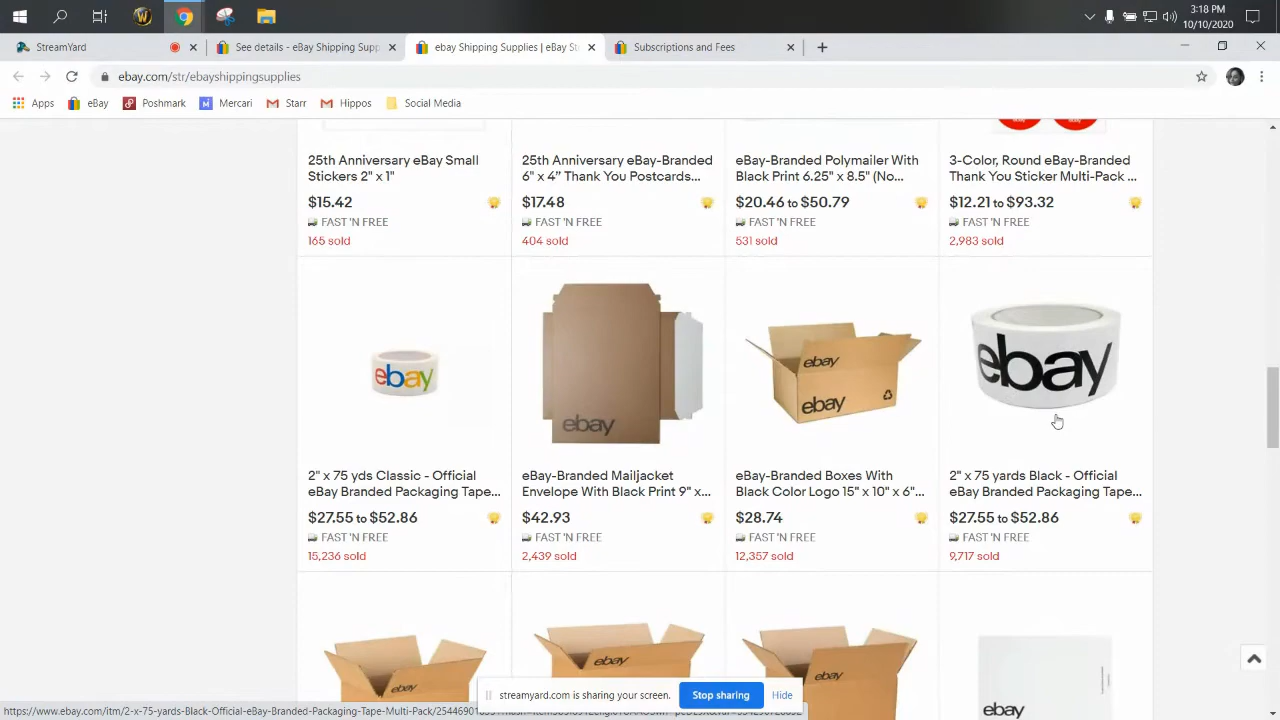 3:18 PM
10/10/2020
StreamYard
See details - eBay Shipping Supp
ebay Shipping Supplies | eBay St
Subscriptions and Fees
ebay.com/str/ebayshippingsupplies
Apps
eBay
Poshmark
Mercari
Starr
Hippos
Social Media
25th Anniversary eBay Small
Stickers 2" x 1"
$15.42
FAST 'N FREE
165 sold
25th Anniversary eBay-Branded
6" x 4” Thank You Postcards...
$17.48
FAST 'N FREE
404 sold
eBay-Branded Polymailer With
Black Print 6.25" x 8.5" (No...
$20.46 to $50.79
FAST 'N FREE
531 sold
3-Color, Round eBay-Branded
Thank You Sticker Multi-Pack ...
$12.21 to $93.32
FAST 'N FREE
2,983 sold
ebay
2" x 75 yds Classic - Official
eBay Branded Packaging Tape...
$27.55 to $52.86
FAST 'N FREE
15,236 sold
ebay
eBay-Branded Mailjacket
Envelope With Black Print 9" x...
$42.93
FAST 'N FREE
2,439 sold
ebay
ebay
eBay-Branded Boxes With
Black Color Logo 15" x 10" x 6"...
$28.74
FAST 'N FREE
12,357 sold
ebay
2" x 75 yards Black - Official
eBay Branded Packaging Tape...
$27.55 to $52.86
FAST 'N FREE
9,717 sold
ebay
ebay
ebay
ebay
streamyard.com is sharing your screen.
Stop sharing
Hide